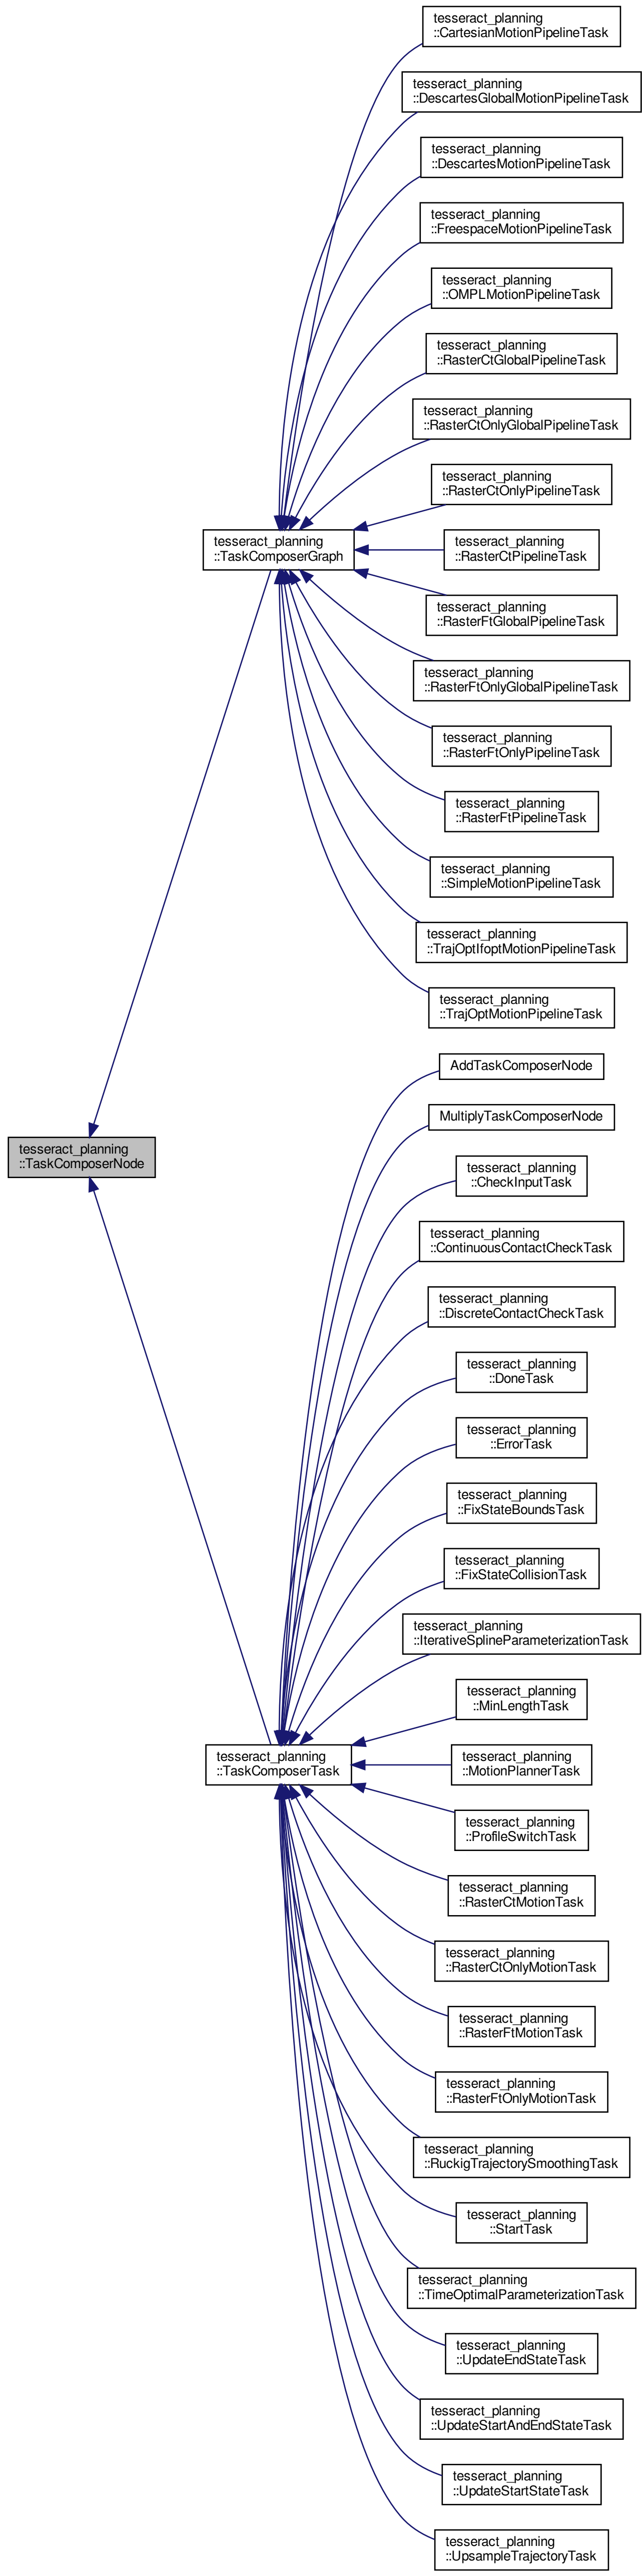 tesseract_planning
::CartesianMotionPipelineTask
tesseract_planning
::DescartesGlobalMotionPipelineTask
tesseract_planning
::DescartesMotionPipelineTask
tesseract_planning
::FreespaceMotionPipelineTask
tesseract_planning
::OMPLMotionPipelineTask
tesseract_planning
::RasterCtGlobalPipelineTask
tesseract_planning
::RasterCtOnlyGlobalPipelineTask
tesseract_planning
::RasterCtOnlyPipelineTask
tesseract_planning
::TaskComposerGraph
tesseract_planning
::RasterCtPipelineTask
tesseract_planning
::RasterFtGlobalPipelineTask
tesseract_planning
::RasterFtOnlyGlobalPipelineTask
tesseract_planning
::RasterFtOnlyPipelineTask
tesseract_planning
::RasterFtPipelineTask
tesseract_planning
::SimpleMotionPipelineTask
tesseract_planning
::TrajOptIfoptMotionPipelineTask
tesseract_planning
::TrajOptMotionPipelineTask
AddTaskComposerNode
MultiplyTaskComposerNode
tesseract_planning
::TaskComposerNode
tesseract_planning
::CheckInputTask
tesseract_planning
::ContinuousContactCheckTask
tesseract_planning
::DiscreteContactCheckTask
tesseract_planning
::DoneTask
tesseract_planning
::ErrorTask
tesseract_planning
::FixStateBoundsTask
tesseract_planning
::FixStateCollisionTask
tesseract_planning
::IterativeSplineParameterizationTask
tesseract_planning
::MinLengthTask
tesseract_planning
::TaskComposerTask
tesseract_planning
::MotionPlannerTask
tesseract_planning
::ProfileSwitchTask
tesseract_planning
::RasterCtMotionTask
tesseract_planning
::RasterCtOnlyMotionTask
tesseract_planning
::RasterFtMotionTask
tesseract_planning
::RasterFtOnlyMotionTask
tesseract_planning
::RuckigTrajectorySmoothingTask
tesseract_planning
::StartTask
tesseract_planning
::TimeOptimalParameterizationTask
tesseract_planning
::UpdateEndStateTask
tesseract_planning
::UpdateStartAndEndStateTask
tesseract_planning
::UpdateStartStateTask
tesseract_planning
::UpsampleTrajectoryTask